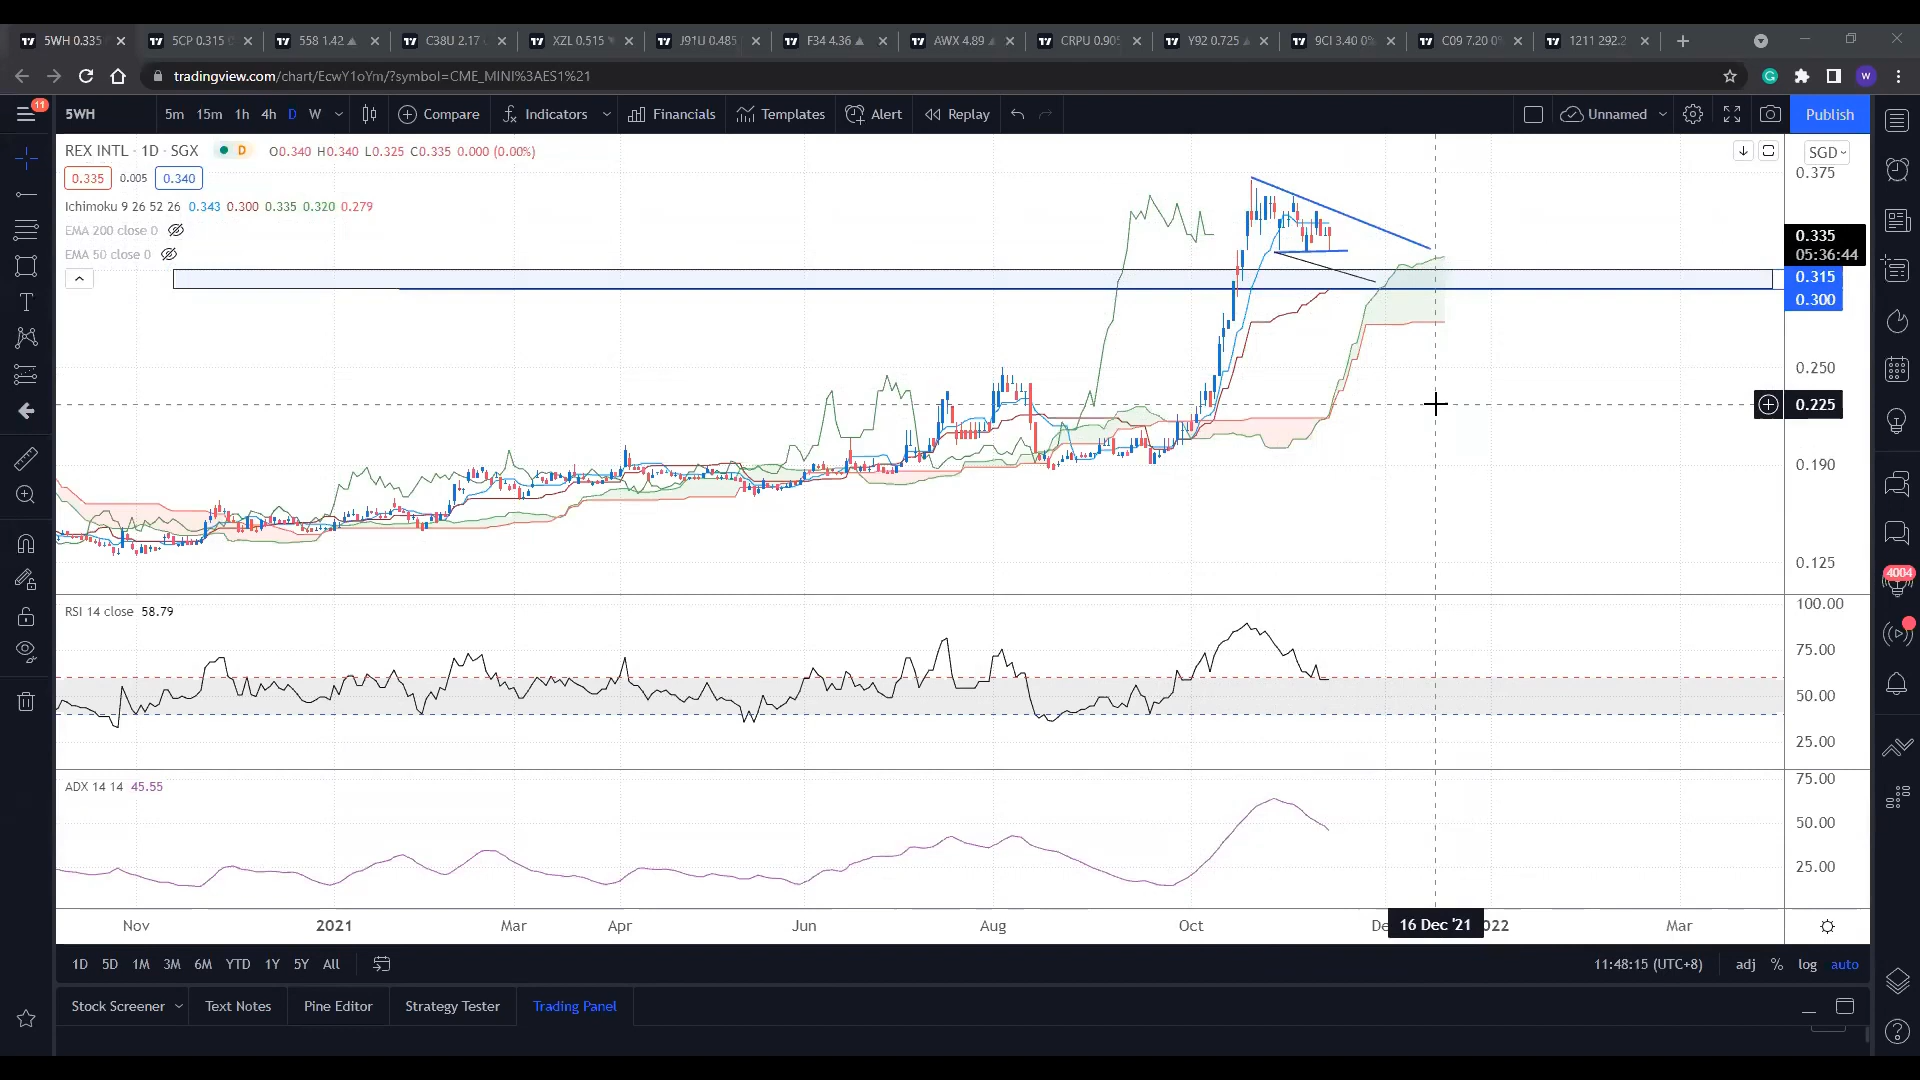 5WH 0.335
5CP 0.315
558 1.42
C38U 2.17
XZL 0.515
J91U 0.485
F34 4.36
AWX 4.89
CRPU 0.905
Y92 0.725
9CI 3.40 0%
C09 7.20 0%
1211 292.2
tradingview.com/chart/EcwY1oYm/?symbol=CME_MINI%3AES1%21
W
11
5WH 5m 15m 1h 4h D W Compare Indicators Financials Templates Alert Replay Unnamed Publish
REX INTL · 1D · SGX D O0.340 H0.340 L0.325 C0.335 0.000 (0.00%)
SGD
0.335 0.005 0.340
Ichimoku 9 26 52 26 0.343 0.300 0.335 0.320 0.279
EMA 200 close 0
EMA 50 close 0
0.375
0.335
05:36:44
0.315
0.300
0.250
0.225
0.190
0.125
4004
RSI 14 close 58.79
100.00
75.00
50.00
25.00
ADX 14 14 45.55
75.00
50.00
25.00
Nov 2021 Mar Apr Jun Aug Oct De 16 Dec '21 022 Mar
1D 5D 1M 3M 6M YTD 1Y 5Y All 11:48:15 (UTC+8) adj % log auto
Stock Screener Text Notes Pine Editor Strategy Tester Trading Panel